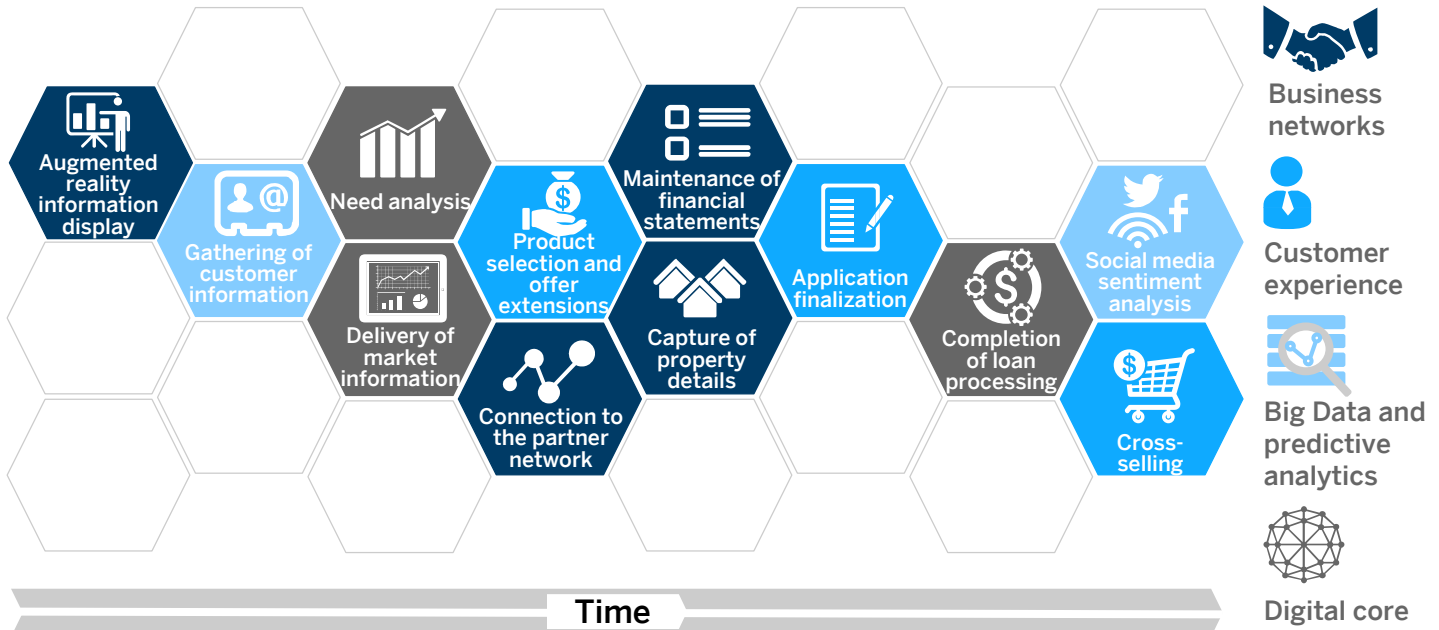 Augmented
reality
information
display
Gathering of
customer
information
@
Need analysis
Delivery of
market
information
$
Product
selection and
offer
extensions
Connection to
the partner
network
Maintenance of
financial
statements
Capture of
property
details
Application
finalization
$
Completion
of loan
processing
f
Social media
sentiment
analysis
$
Cross-
selling
Business
networks
Customer
experience
Big Data and
predictive
analytics
Digital core
Time